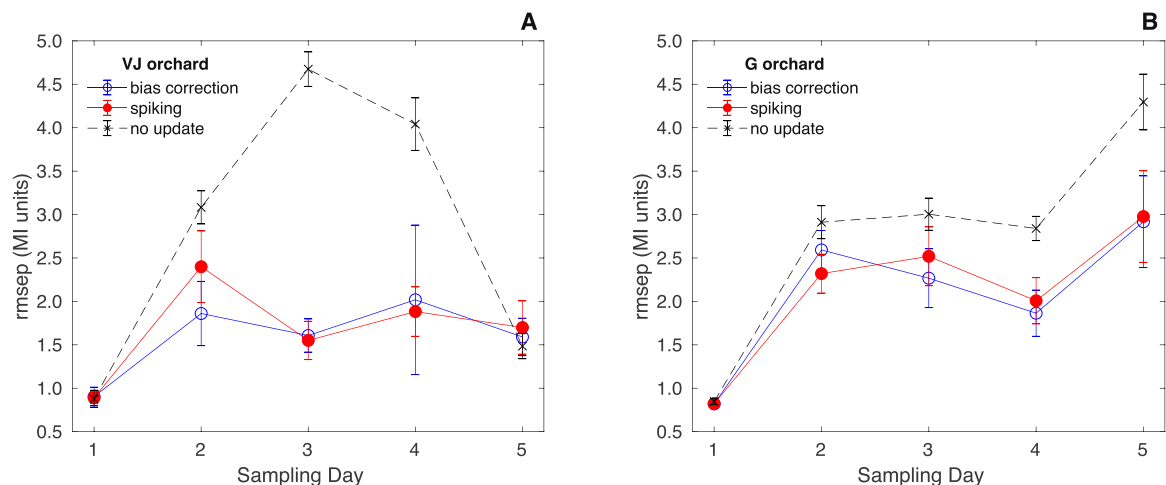 A
VJ orchard
bias correction
spiking
no update
rmsep (MI units)
5.0
4.5
4.0
3.5
3.0
2.5
2.0
1.5
1.0
0.5
1 2 3 4 5
Sampling Day
B
G orchard
bias correction
spiking
no update
rmsep (MI units)
5.0
4.5
4.0
3.5
3.0
2.5
2.0
1.5
1.0
0.5
1 2 3 4 5
Sampling Day